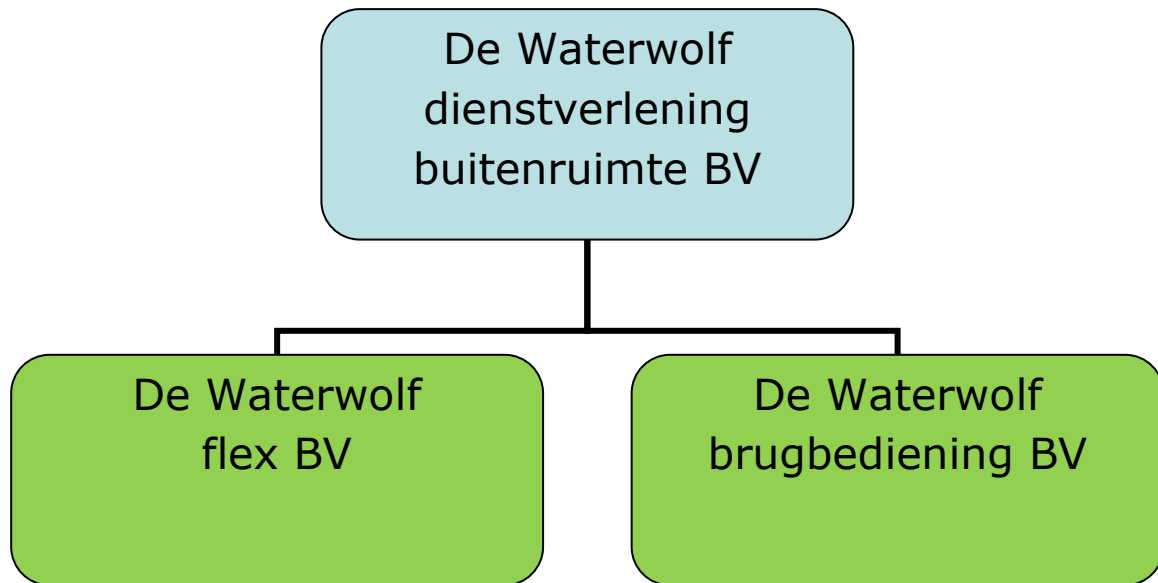 De Waterwolf
dienstverlening
buitenruimte BV
De Waterwolf
flex BV
De Waterwolf
brugbediening BV